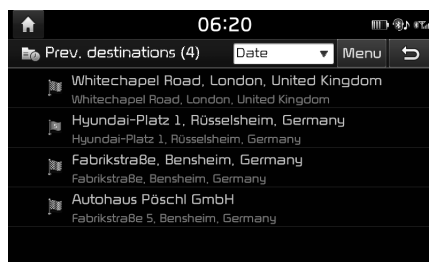 06:20
Prev. destinations (4) Date Menu
Whitechapel Road, London, United Kingdom
Whitechapel Road, London, United Kingdom
Hyundai-Platz 1, Rüsselsheim, Germany
Hyundai-Platz 1, Rüsselsheim, Germany
Fabrikstraße, Bensheim, Germany
Fabrikstraße, Bensheim, Germany
Autohaus Pöschl GmbH
Fabrikstraße 5, Bensheim, Germany